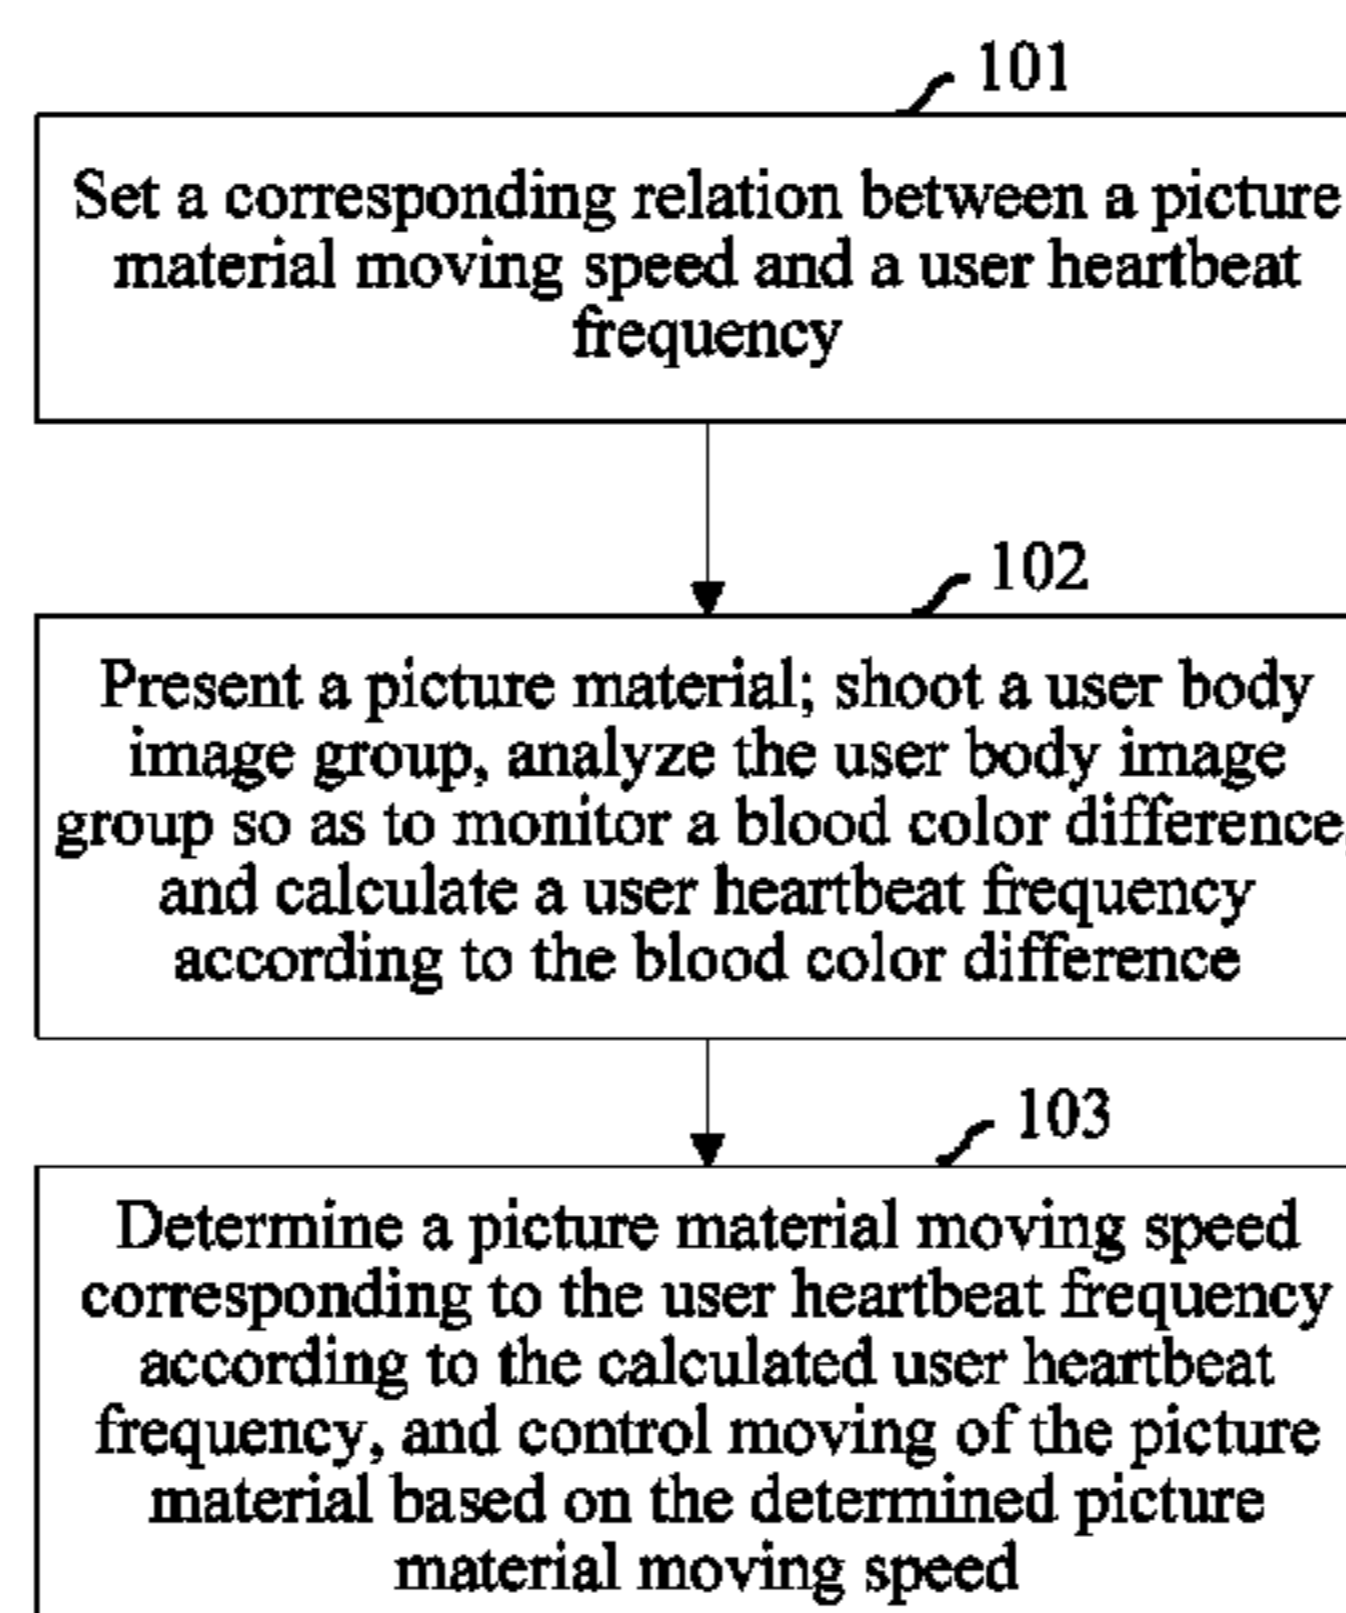 101
Set a corresponding relation between a picture
material moving speed and a user heartbeat
frequency
102
Present a picture material; shoot a user body
image group, analyze the user body image
group so as to monitor a blood color difference,
and calculate a user heartbeat frequency
according to the blood color difference
103
Determine a picture material moving speed
corresponding to the user heartbeat frequency
according to the calculated user heartbeat
frequency, and control moving of the picture
material based on the determined picture
material moving speed